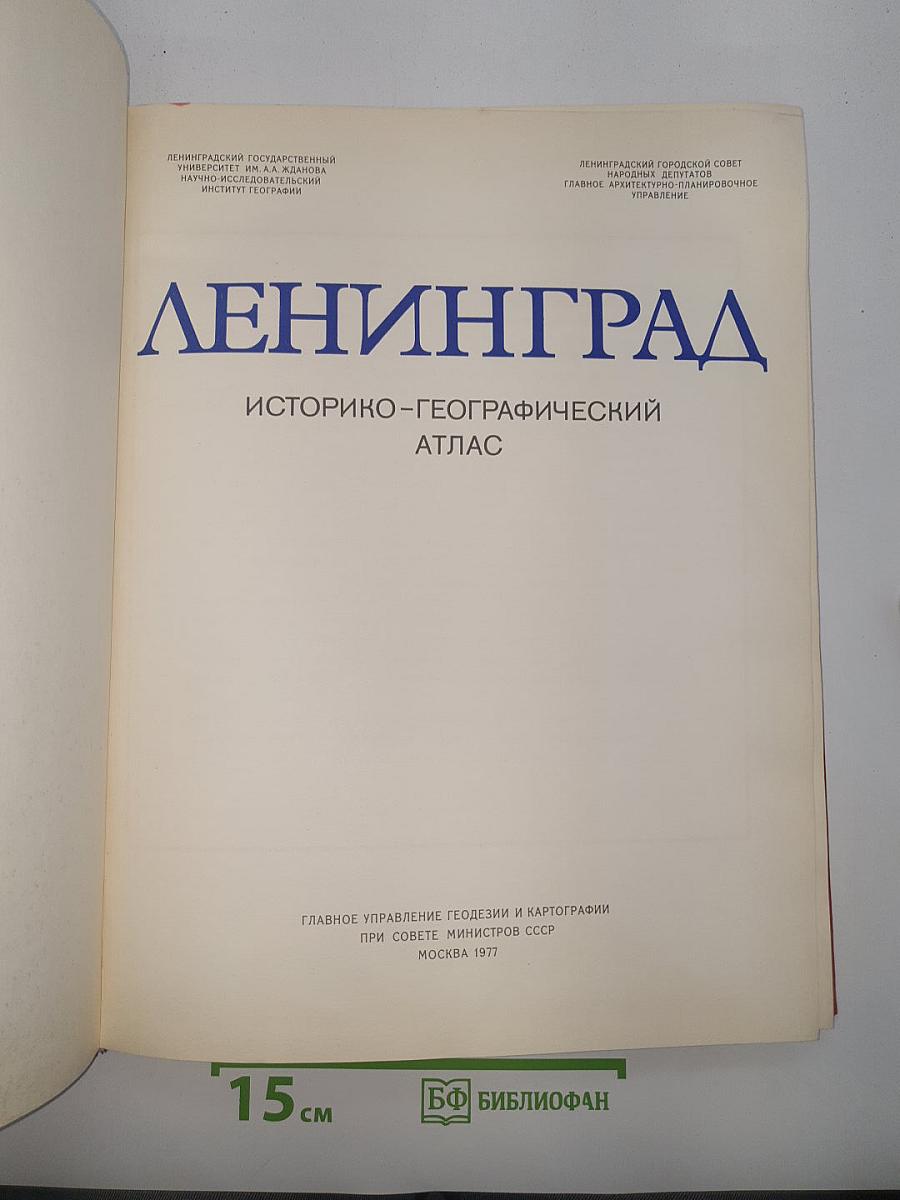 ЛЕНИНГРАДСКИЙ ГОСУДАРСТВЕННЫЙ
УНИВЕРСИТЕТ ИМ. А.А. ЖДАНОВА
НАУЧНО-ИССЛЕДОВАТЕЛЬСКИЙ
ИНСТИТУТ ГЕОГРАФИИ
ЛЕНИНГРАДСКИЙ ГОРОДСКОЙ СОВЕТ
НАРОДНЫХ ДЕПУТАТОВ
ГЛАВНОЕ АРХИТЕКТУРНО-ПЛАНИРОВОЧНОЕ
УПРАВЛЕНИЕ
ЛЕНИНГРАД
ИСТОРИКО-ГЕОГРАФИЧЕСКИЙ
АТЛАС
ГЛАВНОЕ УПРАВЛЕНИЕ ГЕОДЕЗИИ И КАРТОГРАФИИ
ПРИ СОВЕТЕ МИНИСТРОВ СССР
МОСКВА 1977
15 см
БФ БИБЛИОФАН